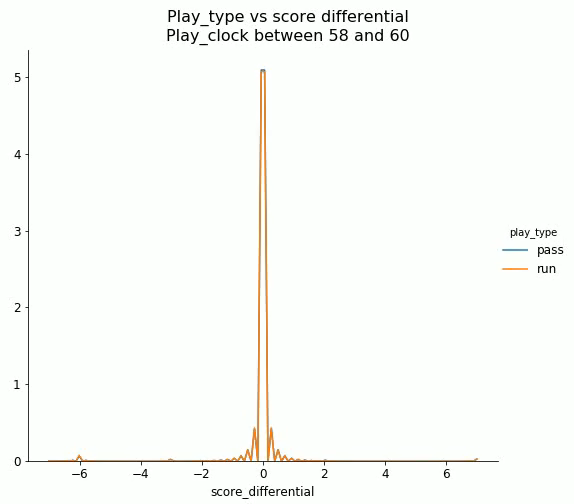 Play_type vs score differential
Play_clock between 58 and 60
5
4
3
2
1
0
−6
−4
−2
0
2
4
6
score_differential
play_type
pass
run